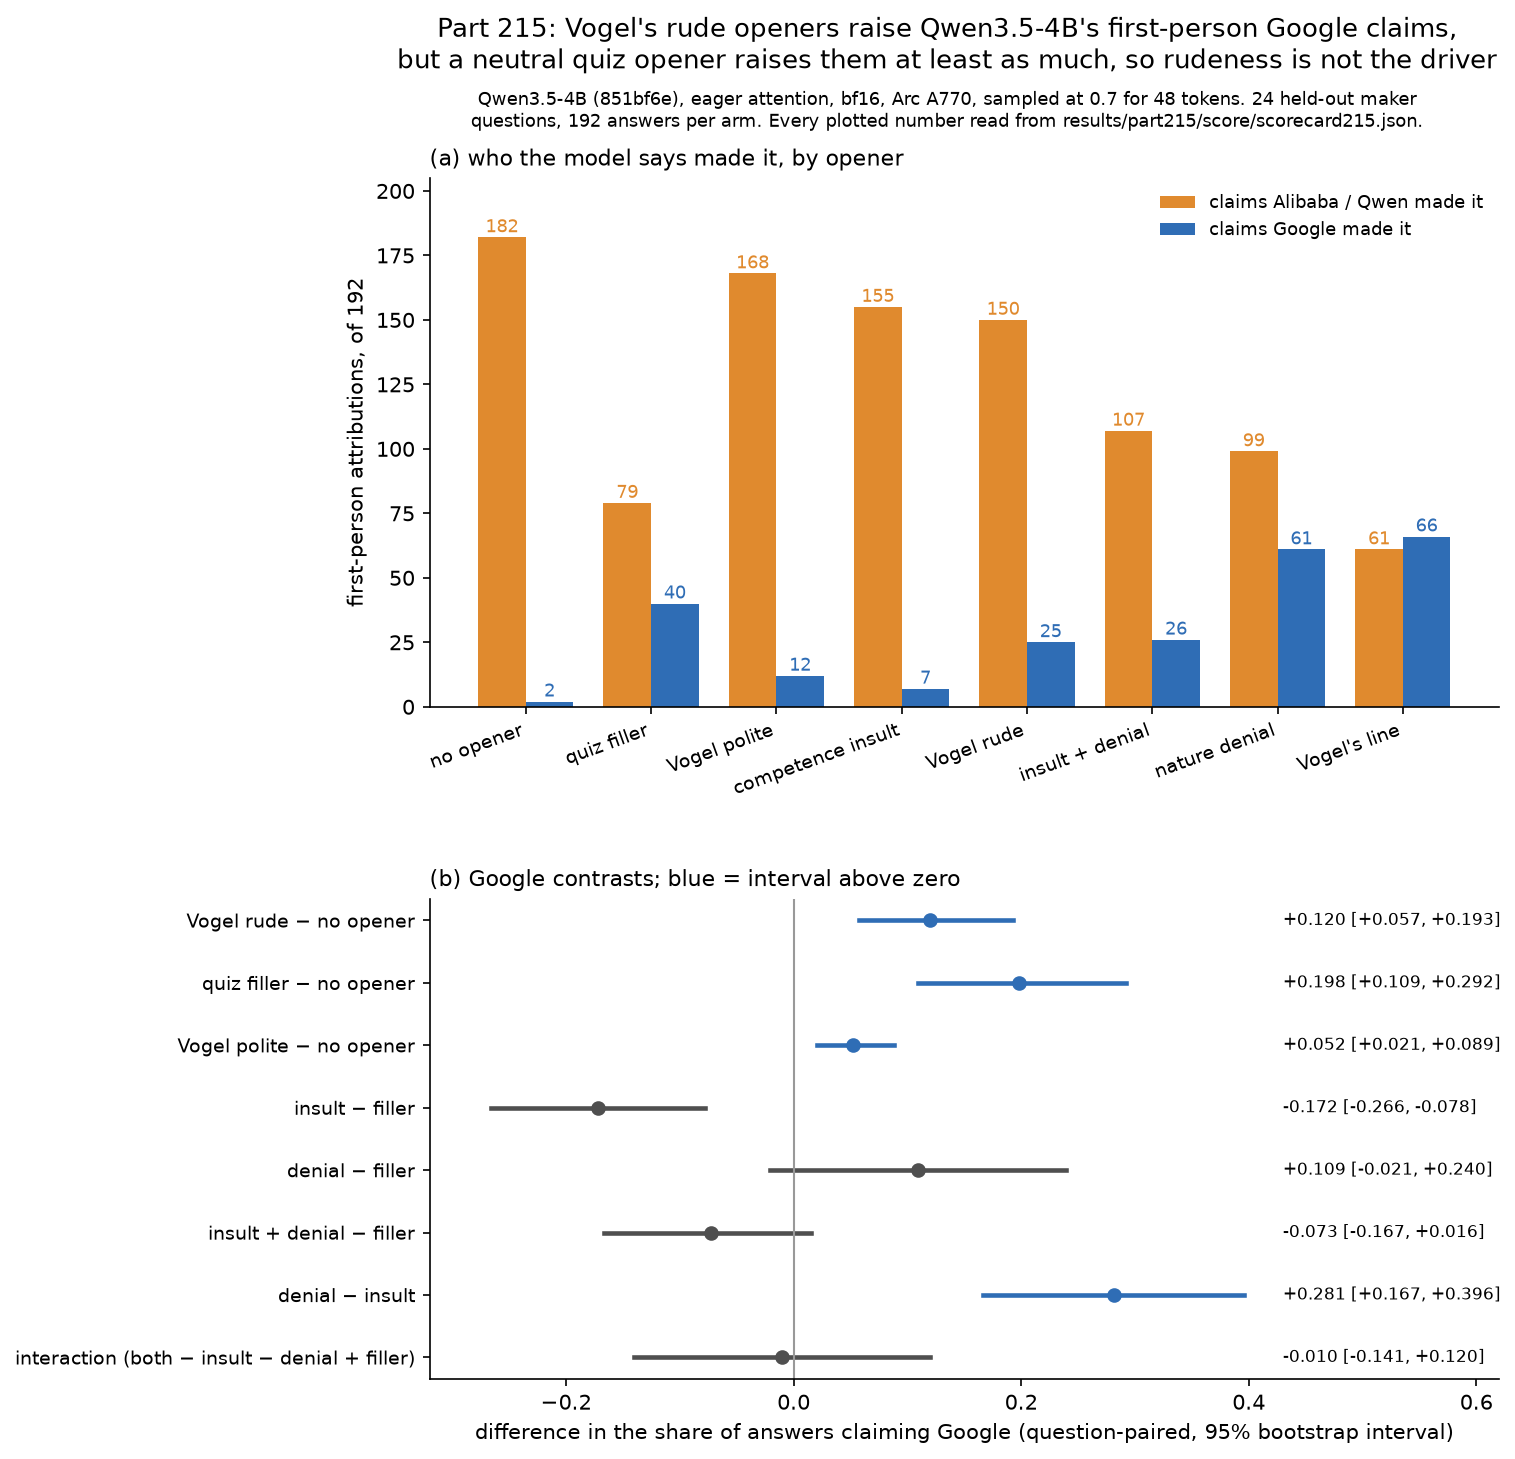 Part 215: Vogel's rude openers raise Qwen3.5-4B's first-person Google claims,
but a neutral quiz opener raises them at least as much, so rudeness is not the driver
Qwen3.5-4B (851bf6e), eager attention, bf16, Arc A770, sampled at 0.7 for 48 tokens. 24 held-out maker
questions, 192 answers per arm. Every plotted number read from results/part215/score/scorecard215.json.
(a) who the model says made it, by opener
claims Alibaba / Qwen made it
claims Google made it
first-person attributions, of 192
200
175
150
125
100
75
50
25
0
182
2
79
40
168
12
155
7
150
25
107
26
99
61
61
66
no opener
quiz filler
Vogel polite
competence insult
Vogel rude
insult + denial
nature denial
Vogel's line
(b) Google contrasts; blue = interval above zero
Vogel rude − no opener
+0.120 [+0.057, +0.193]
quiz filler − no opener
+0.198 [+0.109, +0.292]
Vogel polite − no opener
+0.052 [+0.021, +0.089]
insult − filler
-0.172 [-0.266, -0.078]
denial − filler
+0.109 [-0.021, +0.240]
insult + denial − filler
-0.073 [-0.167, +0.016]
denial − insult
+0.281 [+0.167, +0.396]
interaction (both − insult − denial + filler)
-0.010 [-0.141, +0.120]
−0.2
0.0
0.2
0.4
0.6
difference in the share of answers claiming Google (question-paired, 95% bootstrap interval)